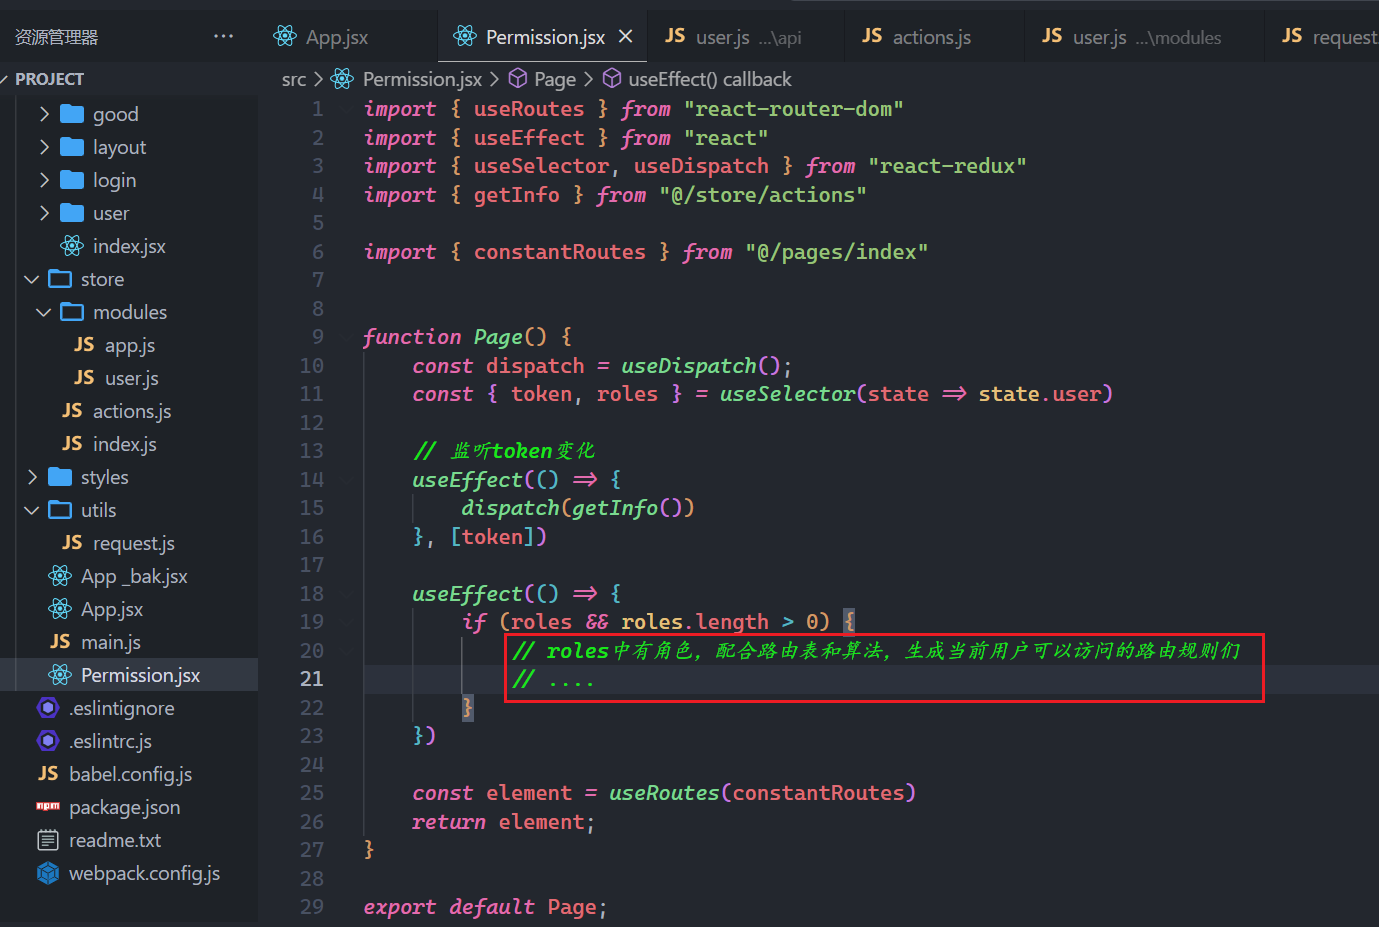 资源管理器 ···
App.jsx
Permission.jsx
JS user.js ...\api
JS actions.js
JS user.js ...\modules
JS request
PROJECT
good
layout
login
user
index.jsx
store
modules
JS app.js
JS user.js
JS actions.js
JS index.js
styles
utils
JS request.js
App _bak.jsx
App.jsx
JS main.js
Permission.jsx
.eslintignore
.eslintrc.js
JS babel.config.js
npm package.json
readme.txt
webpack.config.js
src > Permission.jsx > Page > useEffect() callback
1 import { useRoutes } from "react-router-dom"
2 import { useEffect } from "react"
3 import { useSelector, useDispatch } from "react-redux"
4 import { getInfo } from "@/store/actions"
5
6 import { constantRoutes } from "@/pages/index"
7
8
9 function Page() {
10 const dispatch = useDispatch();
11 const { token, roles } = useSelector(state => state.user)
12
13 // 监听token变化
14 useEffect(() => {
15 dispatch(getInfo())
16 }, [token])
17
18 useEffect(() => {
19 if (roles && roles.length > 0) {
20 // roles中有角色，配合路由表和算法，生成当前用户可以访问的路由规则们
21 // ....
22 }
23 })
24
25 const element = useRoutes(constantRoutes)
26 return element;
27 }
28
29 export default Page;